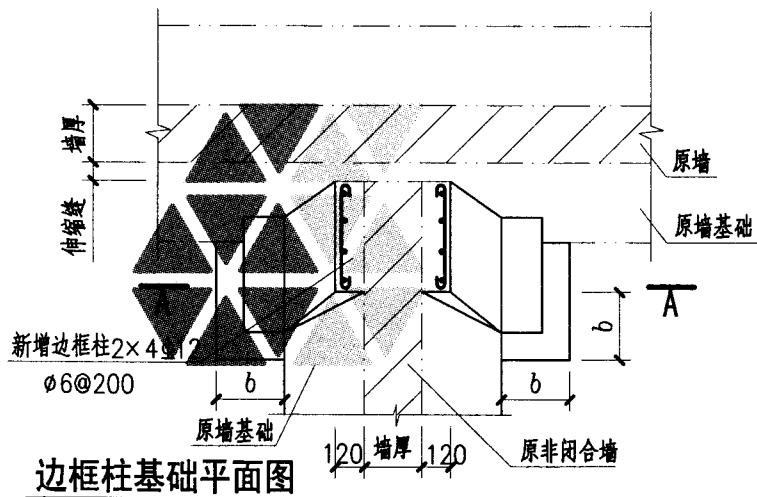 墙厚
原墙
伸缩缝
原墙基础
A
A
新增边框柱2×4φ12
b
φ6@200
b
b
原墙基础
120
墙厚
120
原非闭合墙
边框柱基础平面图